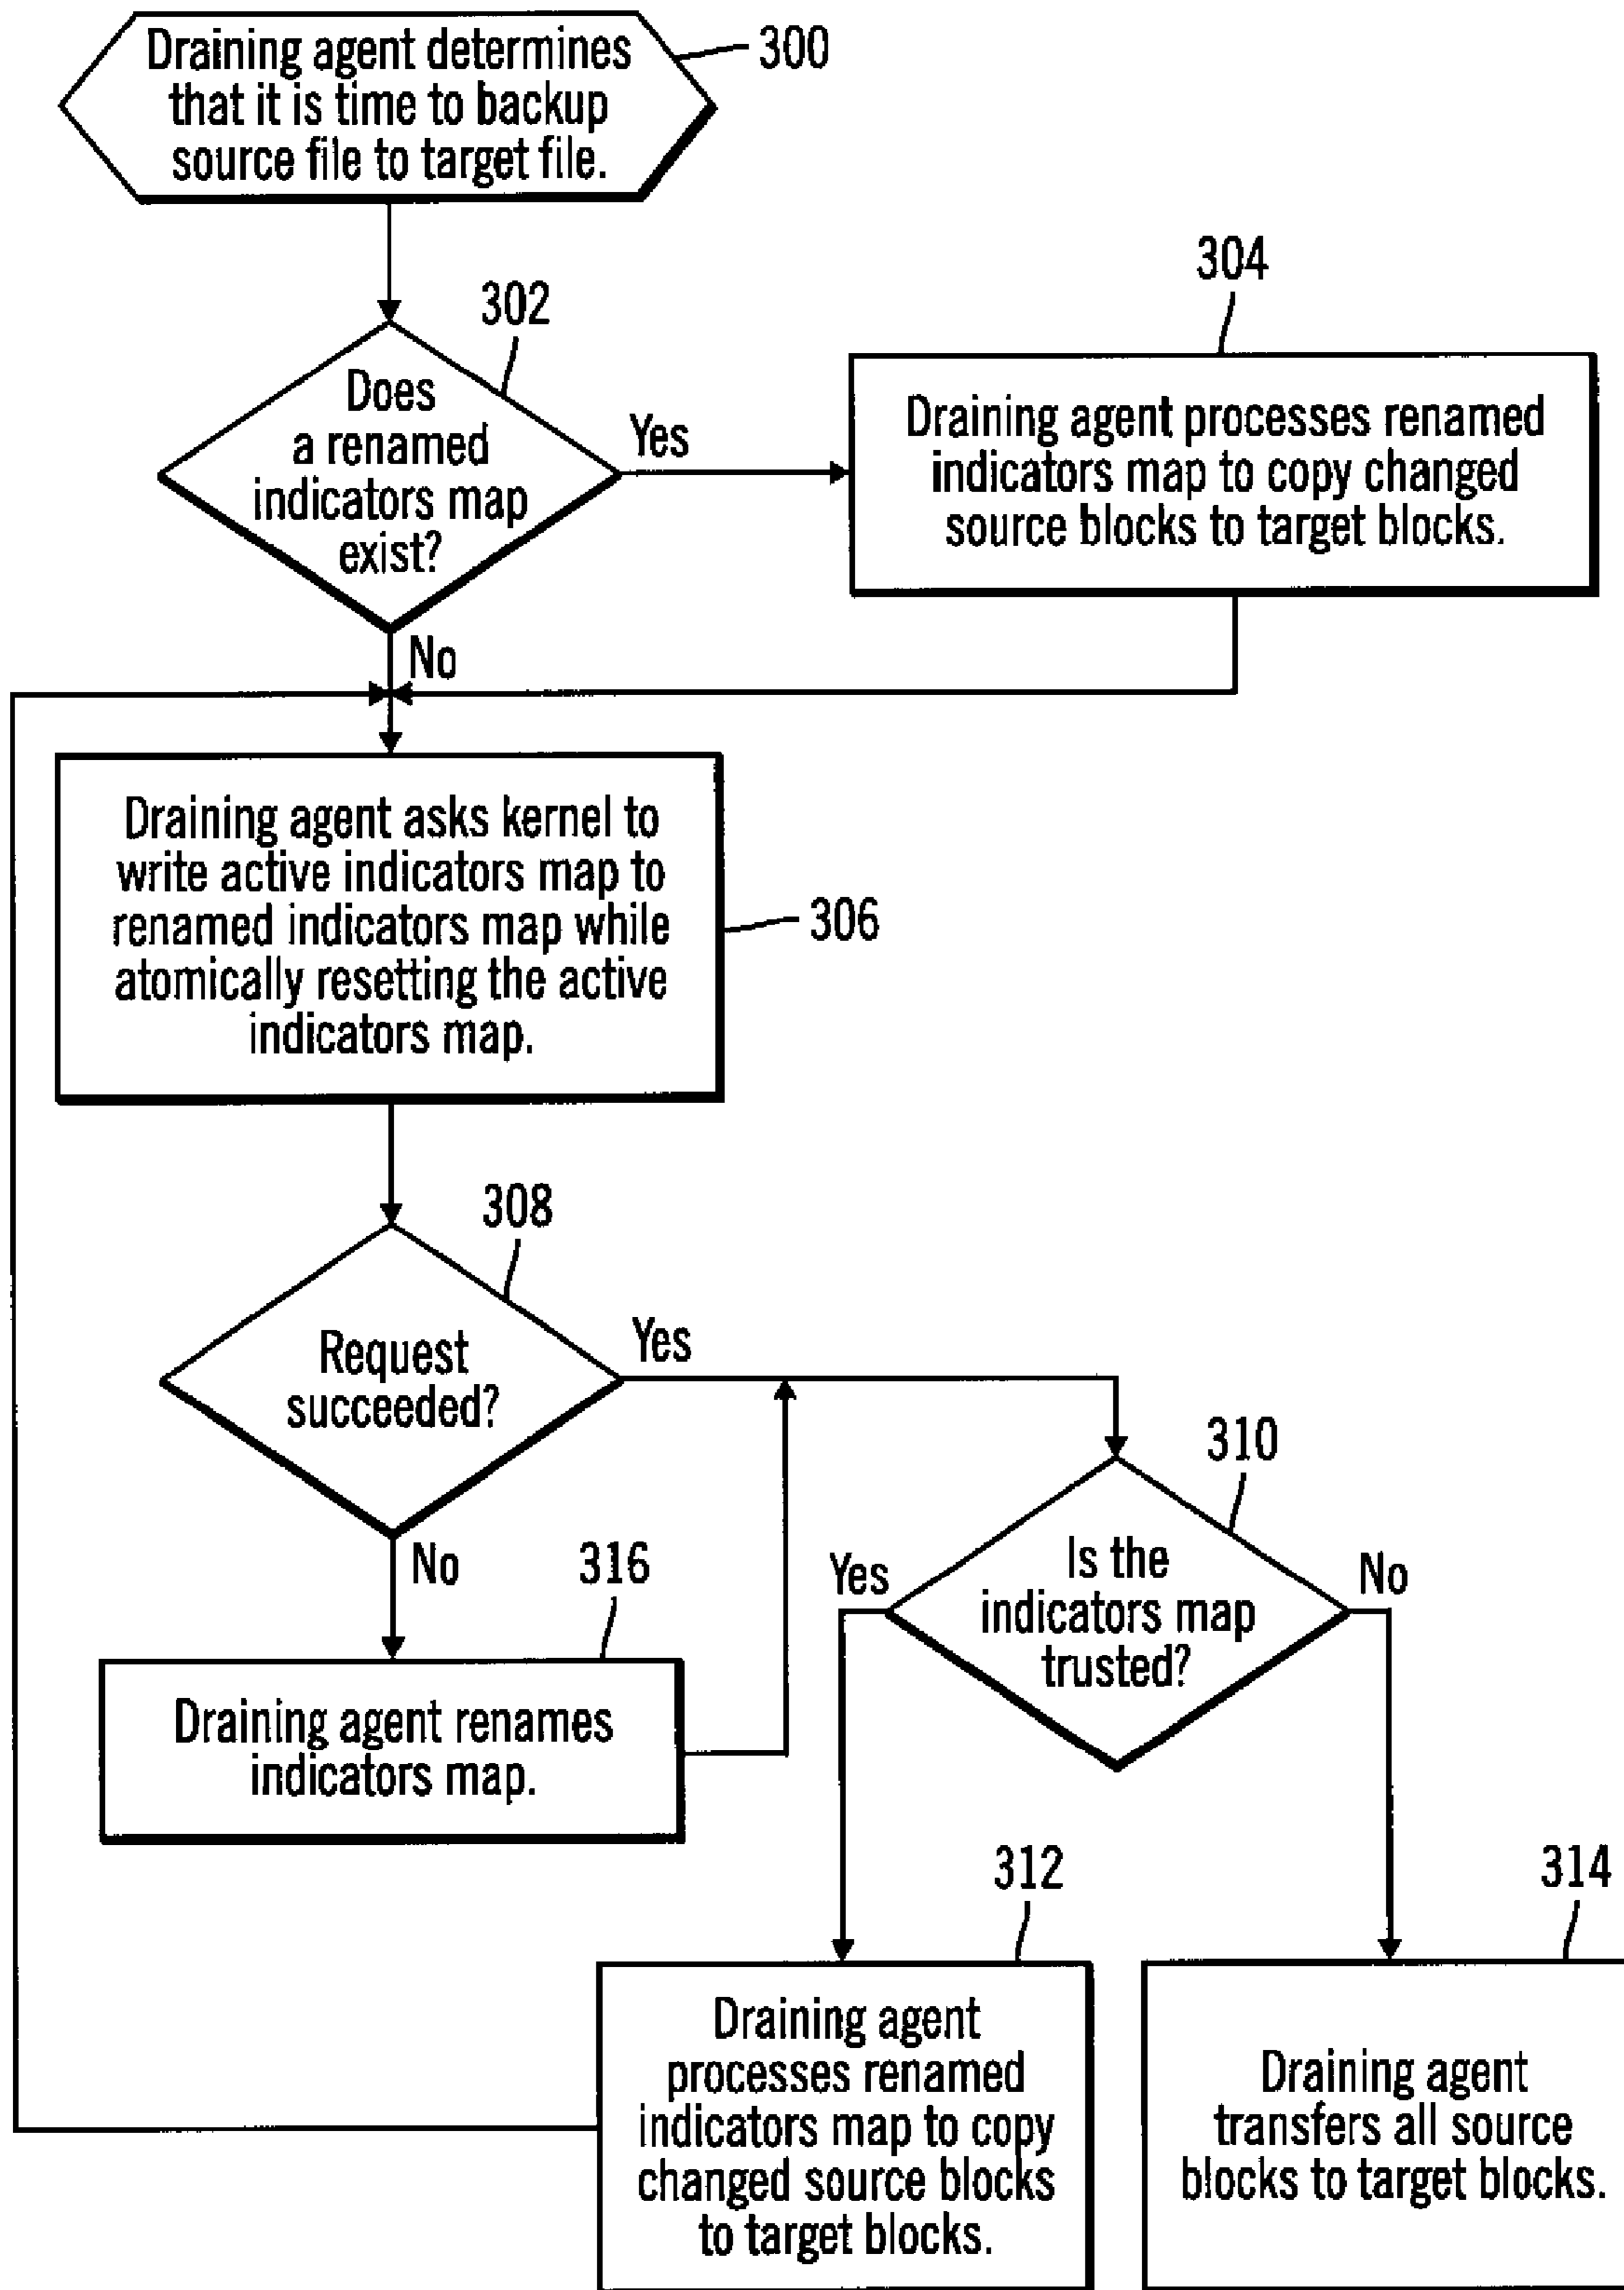 Draining agent determines
that it is time to backup
source file to target file.
300
302
Does
a renamed
indicators map
exist?
Yes
No
304
Draining agent processes renamed
indicators map to copy changed
source blocks to target blocks.
Draining agent asks kernel to
write active indicators map to
renamed indicators map while
atomically resetting the active
indicators map.
306
308
Request
succeeded?
Yes
No
310
Is the
indicators map
trusted?
Yes
No
316
Draining agent renames
indicators map.
312
Draining agent
processes renamed
indicators map to copy
changed source blocks
to target blocks.
314
Draining agent
transfers all source
blocks to target blocks.